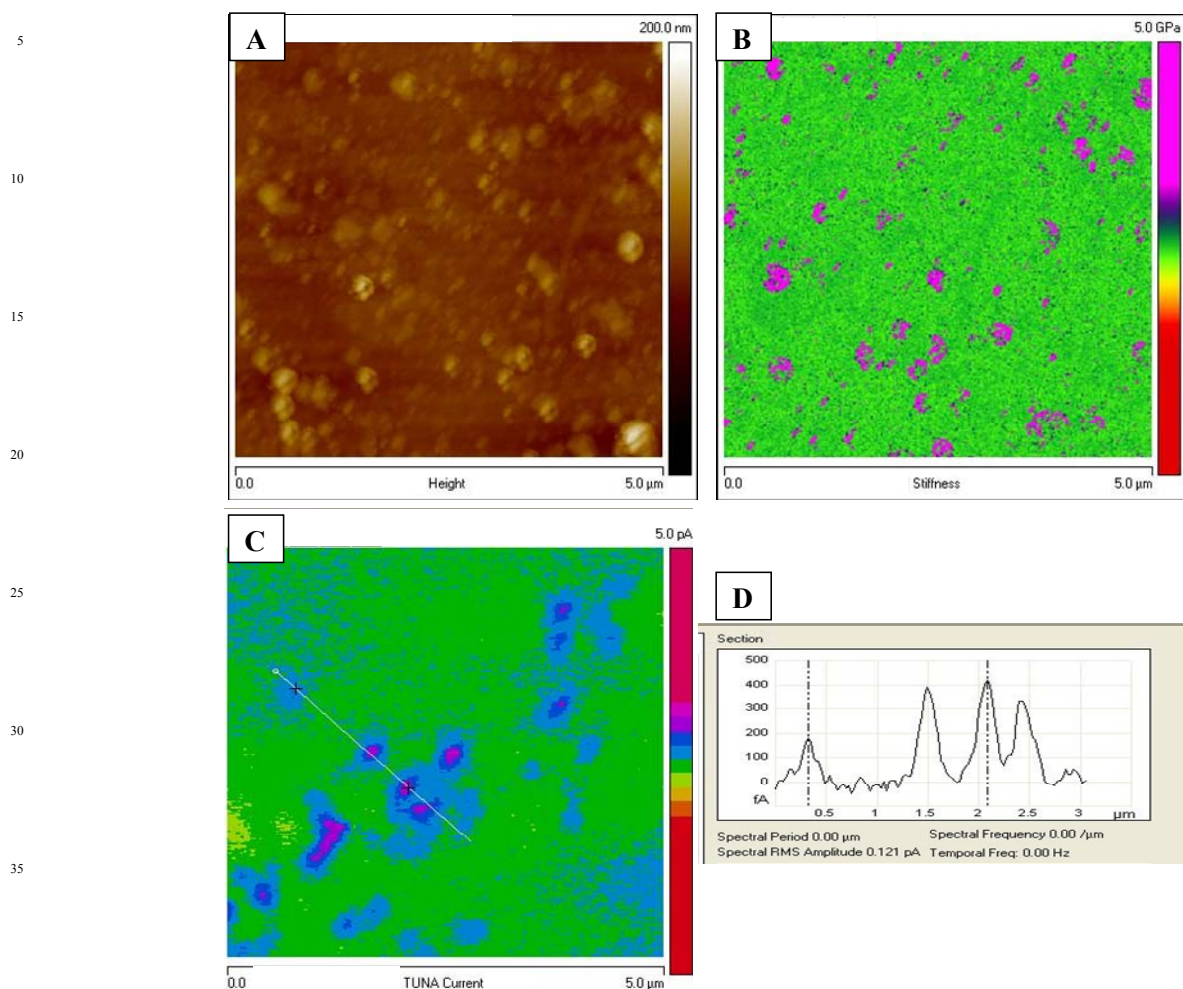 A
200.0 nm
B
5.0 GPa
5
10
15
20
0.0 Height 5.0 µm
0.0 Stiffness 5.0 µm
C
5.0 pA
25
D
Section
500
400
300
200
100
0
fA
0.5 1 1.5 2 2.5 3 µm
Spectral Period 0.00 µm Spectral Frequency 0.00 /µm
Spectral RMS Amplitude 0.121 pA Temporal Freq: 0.00 Hz
30
35
0.0 TUNA Current 5.0 µm